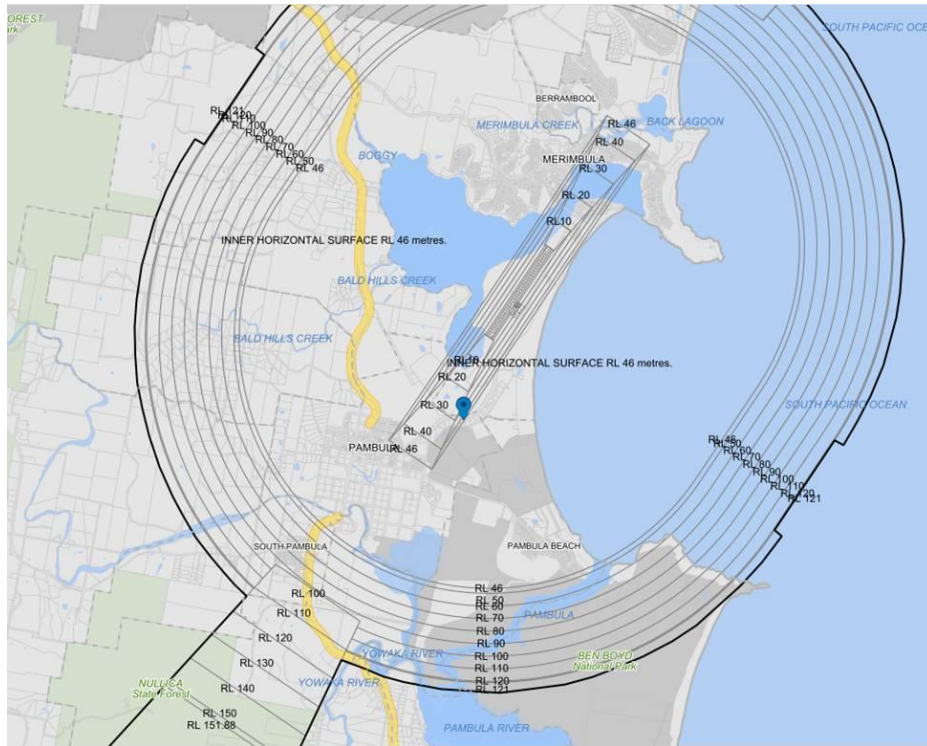 OREST
ark
SOUTH PACIFIC OCE
RL 121
RL 120
RL 110
RL 100
RL 90
RL 80
RL 70
RL 60
RL 50
RL 46
BERRAMBOOL
MERIMBULA CREEK
RL 46
BACK LAGOON
RL 40
MERIMBULA
BOGGY
RL 30
RL 20
RL10
INNER HORIZONTAL SURFACE RL 46 metres.
BALD HILLS CREEK
BALD HILLS CREEK
INNER HORIZONTAL SURFACE RL 46 metres.
RL 20
RL 30
SOUTH PACIFIC OCEAN
RL 40
PAMBULA
RL 46
RL 46
RL 50
RL 60
RL 70
RL 80
RL 90
RL 100
RL 110
RL 120
RL 121
SOUTH PAMBULA
PAMBULA BEACH
RL 100
RL 110
RL 120
RL 130
RL 140
RL 150
RL 151.88
NULLICA
State Forest
RL 46
RL 50
RL 60
RL 70
RL 80
RL 90
RL 100
RL 110
RL 120
RL 121
PAMBULA
YOWAKA RIVER
YOWAKA RIVER
BEN BOYD
National Park
PAMBULA RIVER